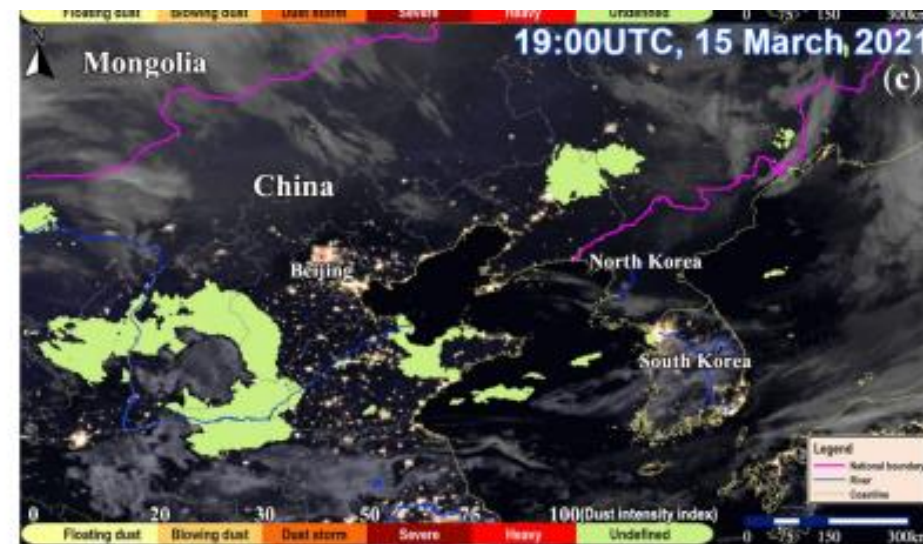 Floating dust Blowing dust Dust storm Severe Heavy Undefined 0 75 150 300k
19:00UTC, 15 March 2021
N
Mongolia
(c)
China
Beijing
North Korea
South Korea
Legend
National boundary
River
Coastline
0 20 30 50 75 100(Dust intensity index)
Floating dust Blowing dust Dust storm Severe Heavy Undefined 0 75 150 300k